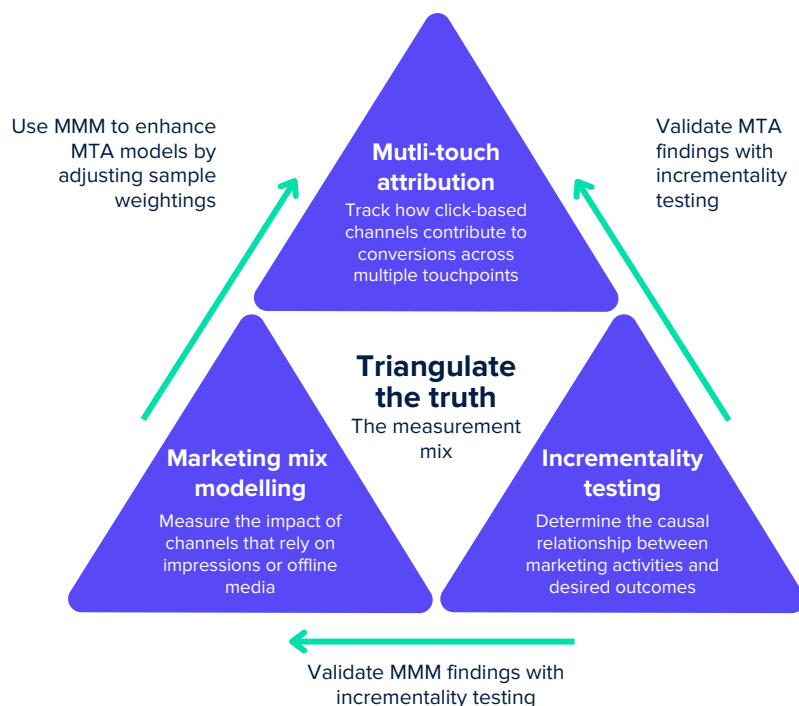 Use MMM to enhance
MTA models by
adjusting sample
weightings
Mutli-touch
attribution
Track how click-based
channels contribute to
conversions across
multiple touchpoints
Validate MTA
findings with
incrementality
testing
Triangulate
the truth
The measurement
mix
Marketing mix
modelling
Measure the impact of
channels that rely on
impressions or offline
media
Incrementality
testing
Determine the causal
relationship between
marketing activities and
desired outcomes
Validate MMM findings with
incrementality testing